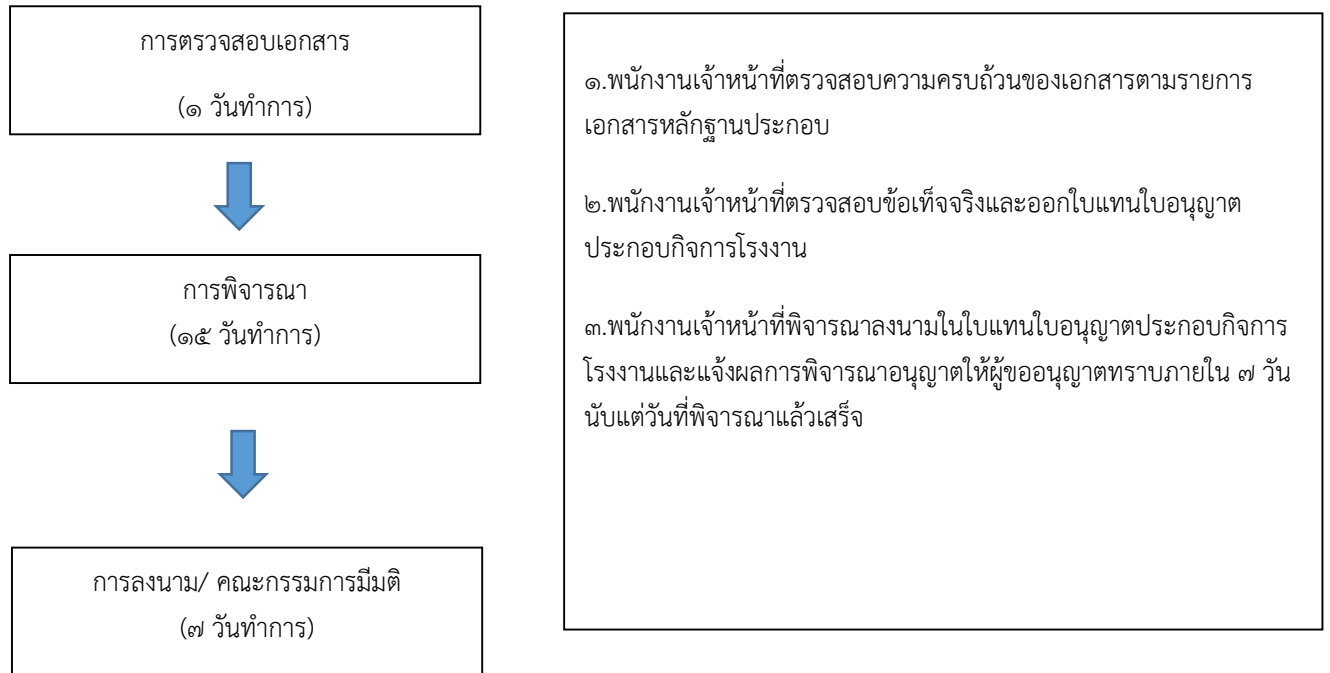 การตรวจสอบเอกสาร
(๑ วันทำการ)
การพิจารณา
(๑๕ วันทำการ)
การลงนาม/ คณะกรรมการมีมติ
(๗ วันทำการ)
๑.พนักงานเจ้าหน้าที่ตรวจสอบความครบถ้วนของเอกสารตามรายการ
เอกสารหลักฐานประกอบ
๒.พนักงานเจ้าหน้าที่ตรวจสอบข้อเท็จจริงและออกใบแทนใบอนุญาต
ประกอบกิจการโรงงาน
๓.พนักงานเจ้าหน้าที่พิจารณาลงนามในใบแทนใบอนุญาตประกอบกิจการ
โรงงานและแจ้งผลการพิจารณาอนุญาตให้ผู้ขออนุญาตทราบภายใน ๗ วัน
นับแต่วันที่พิจารณาแล้วเสร็จ